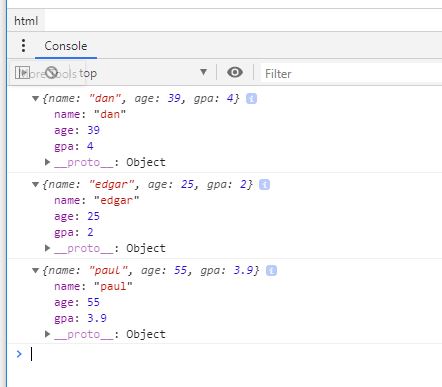 html
Console
More tools
top
Filter
{name: "dan", age: 39, gpa: 4} i
name: "dan"
age: 39
gpa: 4
__proto__: Object
{name: "edgar", age: 25, gpa: 2} i
name: "edgar"
age: 25
gpa: 2
__proto__: Object
{name: "paul", age: 55, gpa: 3.9} i
name: "paul"
age: 55
gpa: 3.9
__proto__: Object
>